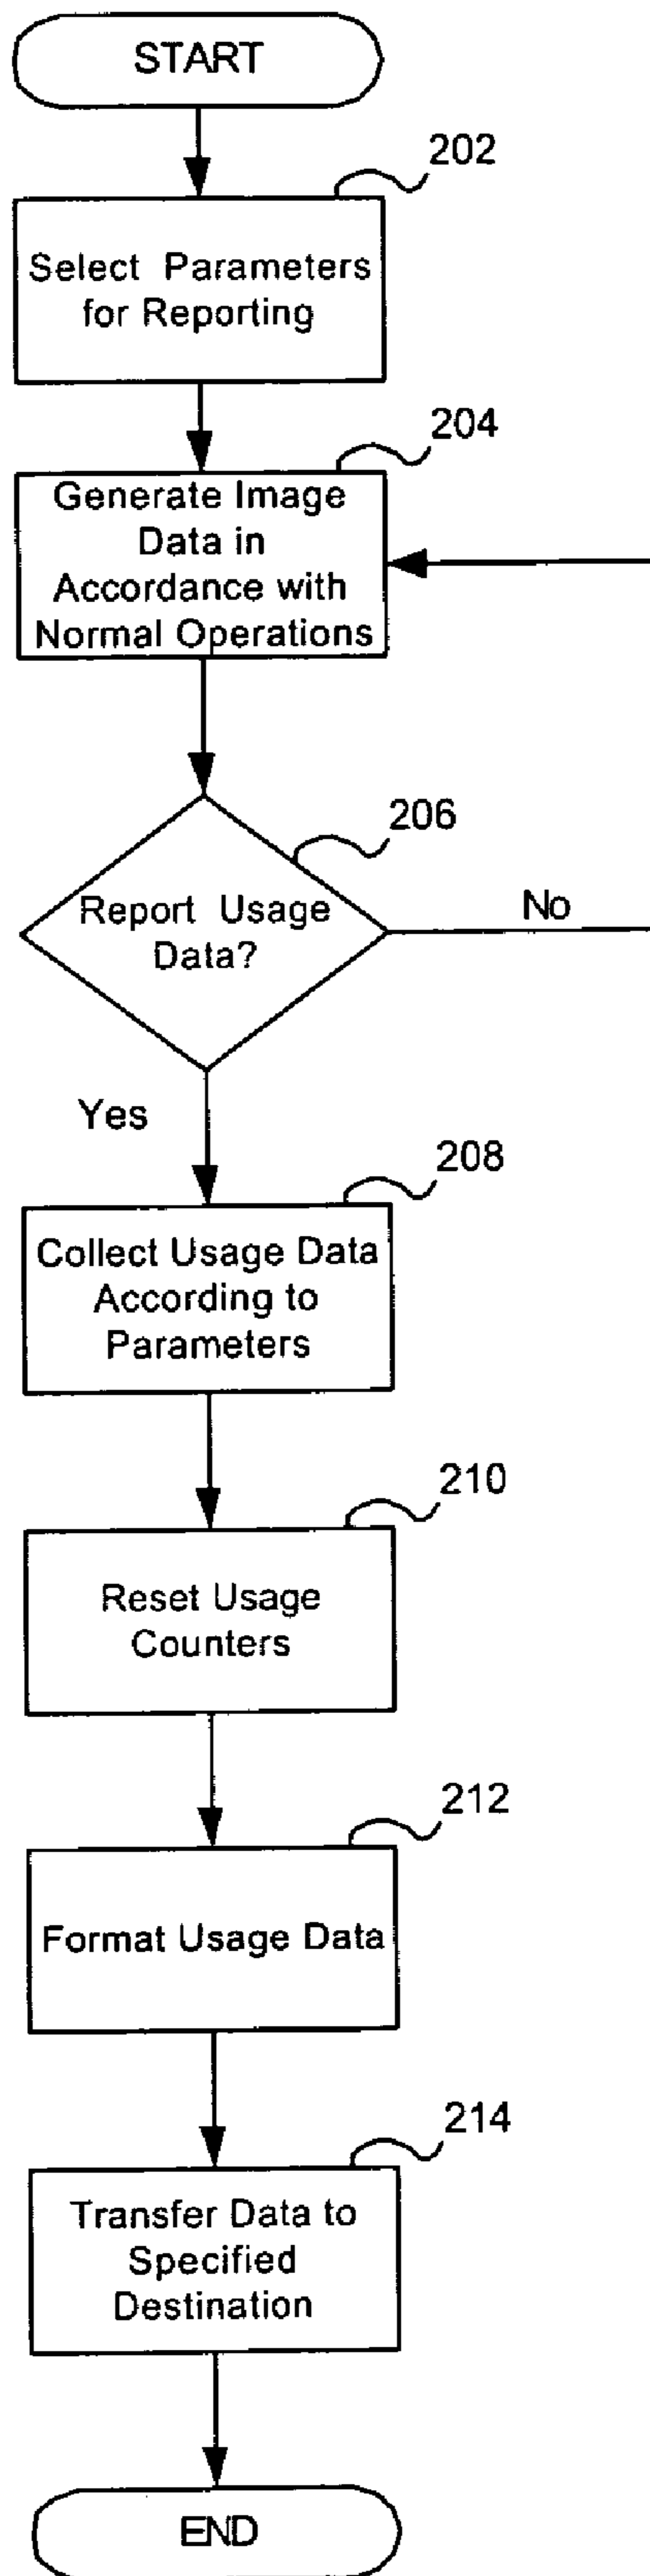 START
202
Select Parameters
for Reporting
204
Generate Image
Data in
Accordance with
Normal Operations
206
Report Usage
Data?
No
Yes
208
Collect Usage Data
According to
Parameters
210
Reset Usage
Counters
212
Format Usage Data
214
Transfer Data to
Specified
Destination
END